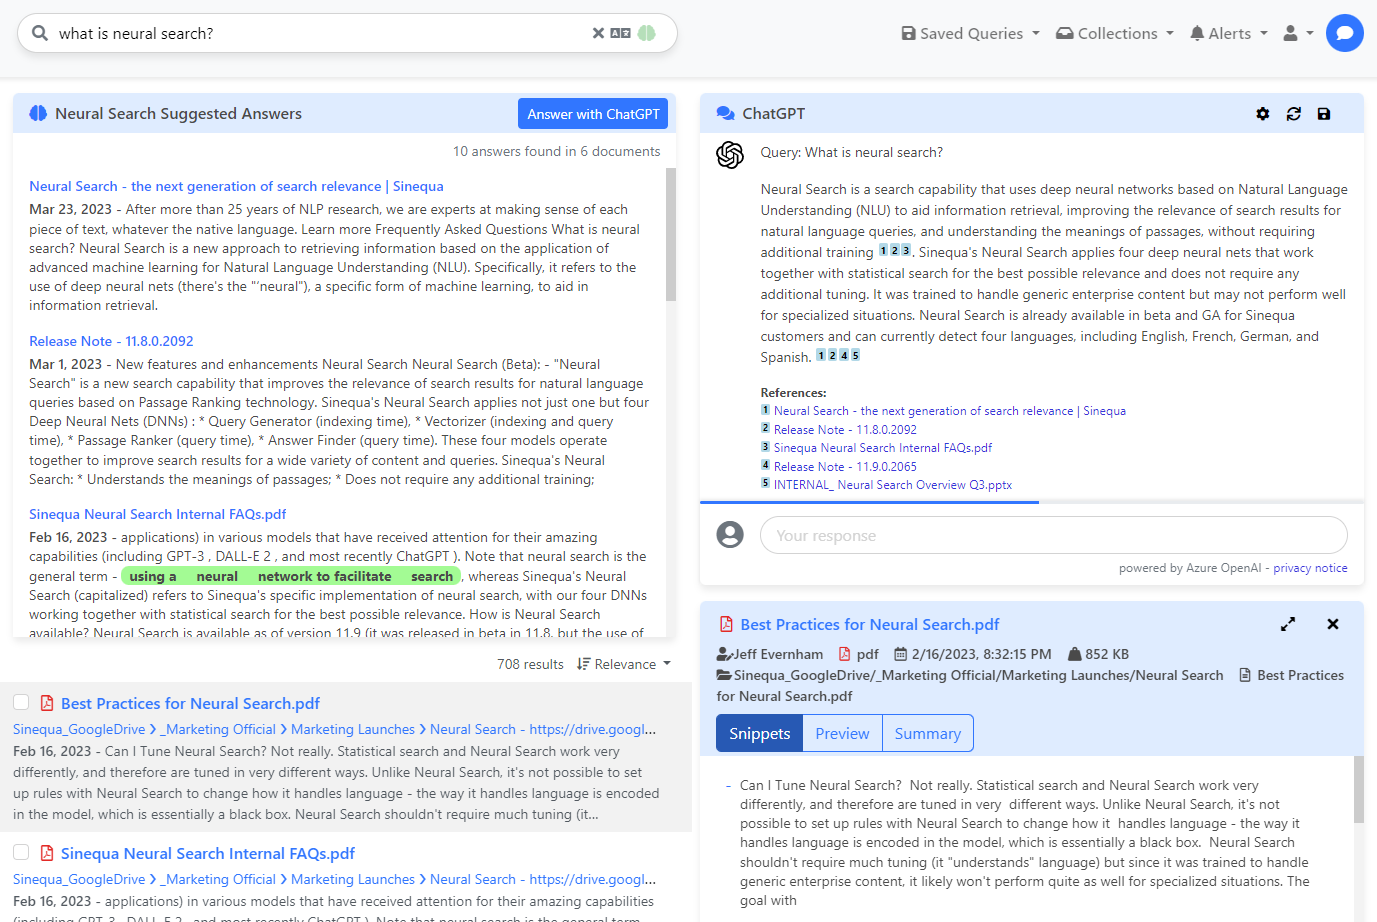 what is neural search?
Saved Queries
Collections
Alerts
Neural Search Suggested Answers
Answer with ChatGPT
10 answers found in 6 documents
Neural Search - the next generation of search relevance | Sinequa
Mar 23, 2023 - After more than 25 years of NLP research, we are experts at making sense of each
piece of text, whatever the native language. Learn more Frequently Asked Questions What is neural
search? Neural Search is a new approach to retrieving information based on the application of
advanced machine learning for Natural Language Understanding (NLU). Specifically, it refers to the
use of deep neural nets (there's the "'neural"), a specific form of machine learning, to aid in
information retrieval.
Release Note - 11.8.0.2092
Mar 1, 2023 - New features and enhancements Neural Search Neural Search (Beta): - "Neural
Search" is a new search capability that improves the relevance of search results for natural language
queries based on Passage Ranking technology. Sinequa's Neural Search applies not just one but four
Deep Neural Nets (DNNs) : * Query Generator (indexing time), * Vectorizer (indexing and query
time), * Passage Ranker (query time), * Answer Finder (query time). These four models operate
together to improve search results for a wide variety of content and queries. Sinequa's Neural
Search: * Understands the meanings of passages; * Does not require any additional training;
Sinequa Neural Search Internal FAQs.pdf
Feb 16, 2023 - applications) in various models that have received attention for their amazing
capabilities (including GPT-3 , DALL-E 2 , and most recently ChatGPT ). Note that neural search is the
general term - using a neural network to facilitate search, whereas Sinequa's Neural
Search (capitalized) refers to Sinequa's specific implementation of neural search, with our four DNNs
working together with statistical search for the best possible relevance. How is Neural Search
available? Neural Search is available as of version 11.9 (it was released in beta in 11.8, but the use of
708 results
Relevance
Best Practices for Neural Search.pdf
Sinequa_GoogleDrive > _Marketing Official > Marketing Launches > Neural Search - https://drive.googl...
Feb 16, 2023 - Can I Tune Neural Search? Not really. Statistical search and Neural Search work very
differently, and therefore are tuned in very different ways. Unlike Neural Search, it's not possible to set
up rules with Neural Search to change how it handles language - the way it handles language is encoded
in the model, which is essentially a black box. Neural Search shouldn't require much tuning (it...
Sinequa Neural Search Internal FAQs.pdf
Sinequa_GoogleDrive > _Marketing Official > Marketing Launches > Neural Search - https://drive.googl...
Feb 16, 2023 - applications) in various models that have received attention for their amazing capabilities
(including GPT-3 , DALL-E 2 , and most recently ChatGPT ). Note that neural search is the general term
ChatGPT
Query: What is neural search?
Neural Search is a search capability that uses deep neural networks based on Natural Language
Understanding (NLU) to aid information retrieval, improving the relevance of search results for
natural language queries, and understanding the meanings of passages, without requiring
additional training 1 2 3. Sinequa's Neural Search applies four deep neural nets that work
together with statistical search for the best possible relevance and does not require any
additional tuning. It was trained to handle generic enterprise content but may not perform well
for specialized situations. Neural Search is already available in beta and GA for Sinequa
customers and can currently detect four languages, including English, French, German, and
Spanish. 1 2 4 5
References:
1 Neural Search - the next generation of search relevance | Sinequa
2 Release Note - 11.8.0.2092
3 Sinequa Neural Search Internal FAQs.pdf
4 Release Note - 11.9.0.2065
5 INTERNAL_ Neural Search Overview Q3.pptx
Your response
powered by Azure OpenAI - privacy notice
Best Practices for Neural Search.pdf
Jeff Evernham pdf 2/16/2023, 8:32:15 PM 852 KB
Sinequa_GoogleDrive/_Marketing Official/Marketing Launches/Neural Search Best Practices
for Neural Search.pdf
Snippets
Preview
Summary
- Can I Tune Neural Search? Not really. Statistical search and Neural Search work very
differently, and therefore are tuned in very different ways. Unlike Neural Search, it's not
possible to set up rules with Neural Search to change how it handles language - the way it
handles language is encoded in the model, which is essentially a black box. Neural Search
shouldn't require much tuning (it "understands" language) but since it was trained to handle
generic enterprise content, it likely won't perform quite as well for specialized situations. The
goal with